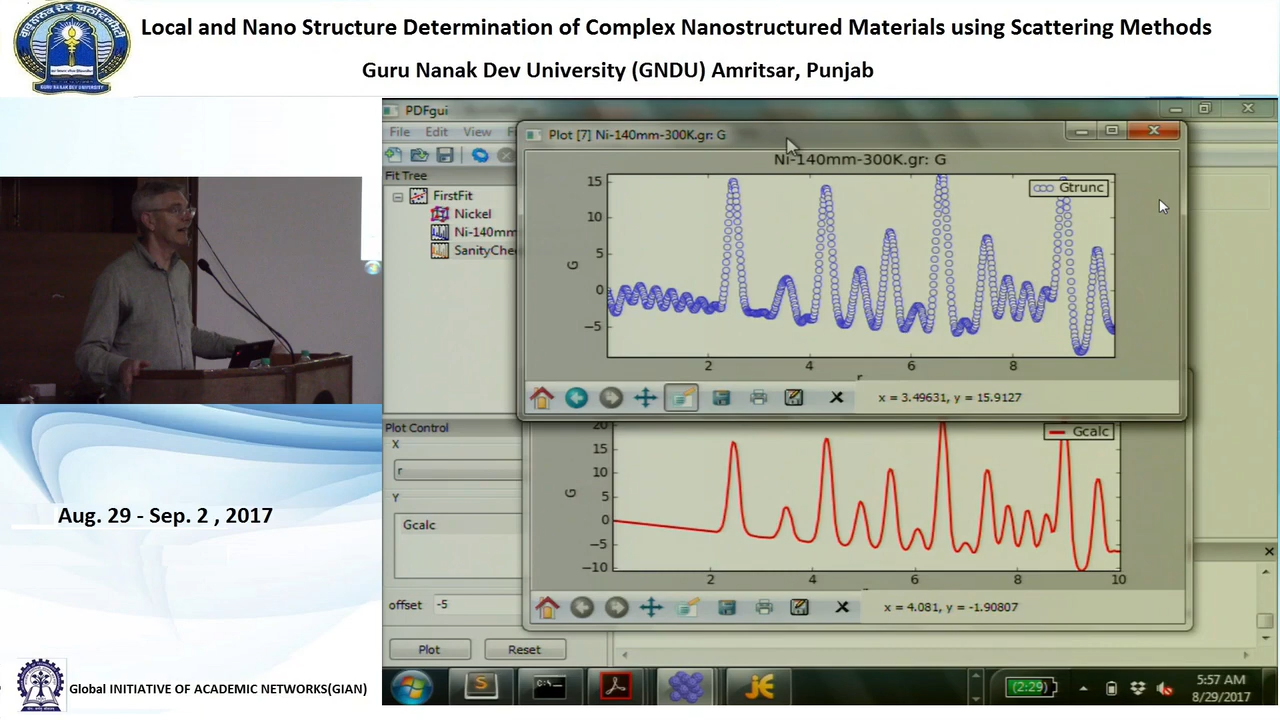 Local and Nano Structure Determination of Complex Nanostructured Materials using Scattering Methods
Guru Nanak Dev University (GNDU) Amritsar, Punjab
GURU NANAK DEV UNIVERSITY
PDFgui
File Edit View
Fit Tree
FirstFit
Nickel
Ni-140mm
SanityChe
Plot [7] Ni-140mm-300K.gr: G
Ni-140mm-300K.gr: G
Gtrunc
15
10
5
0
−5
G
2 4 6 8
r
x = 3.49631, y = 15.9127
Gcalc
20
15
10
5
0
−5
−10
G
2 4 6 8 10
x = 4.081, y = -1.90807
Plot Control
X
r
Y
Gcalc
offset -5
Plot Reset
(2:29)
5:57 AM
8/29/2017
Aug. 29 - Sep. 2 , 2017
Global INITIATIVE OF ACADEMIC NETWORKS(GIAN)